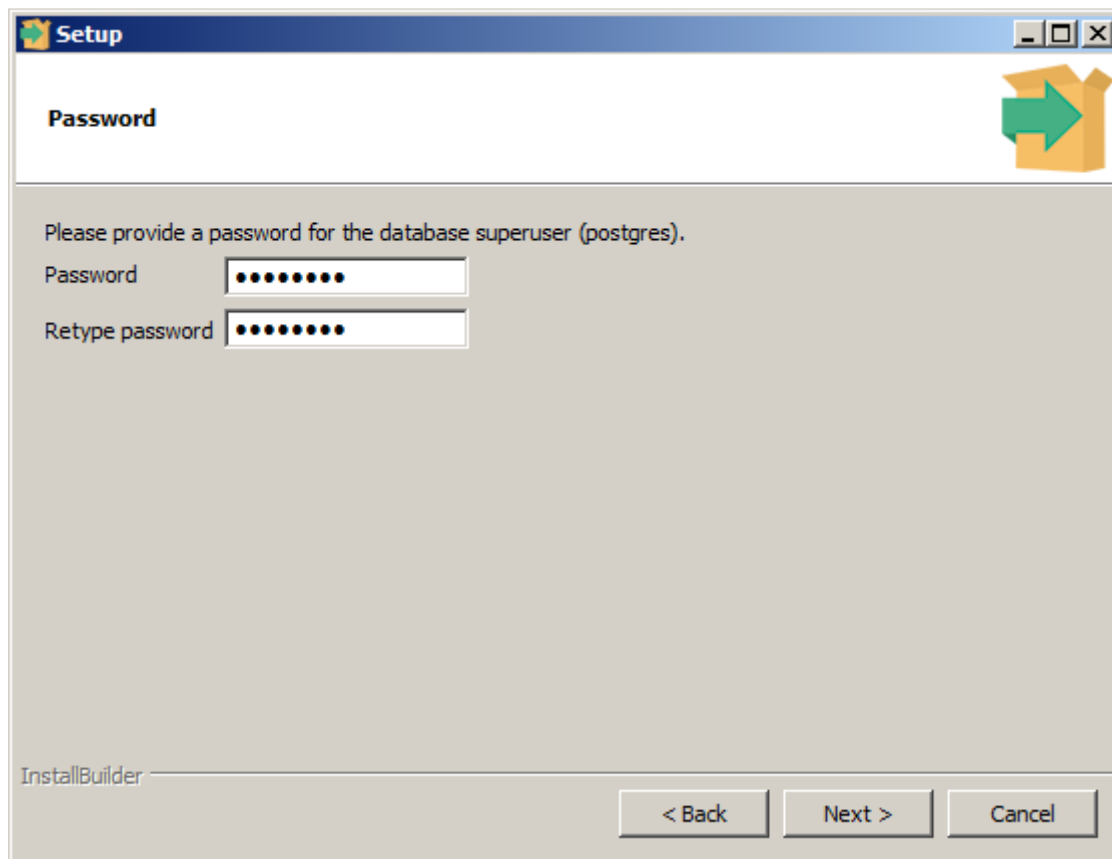 Setup
Password
Please provide a password for the database superuser (postgres).
Password ••••••••
Retype password ••••••••
InstallBuilder
< Back Next > Cancel